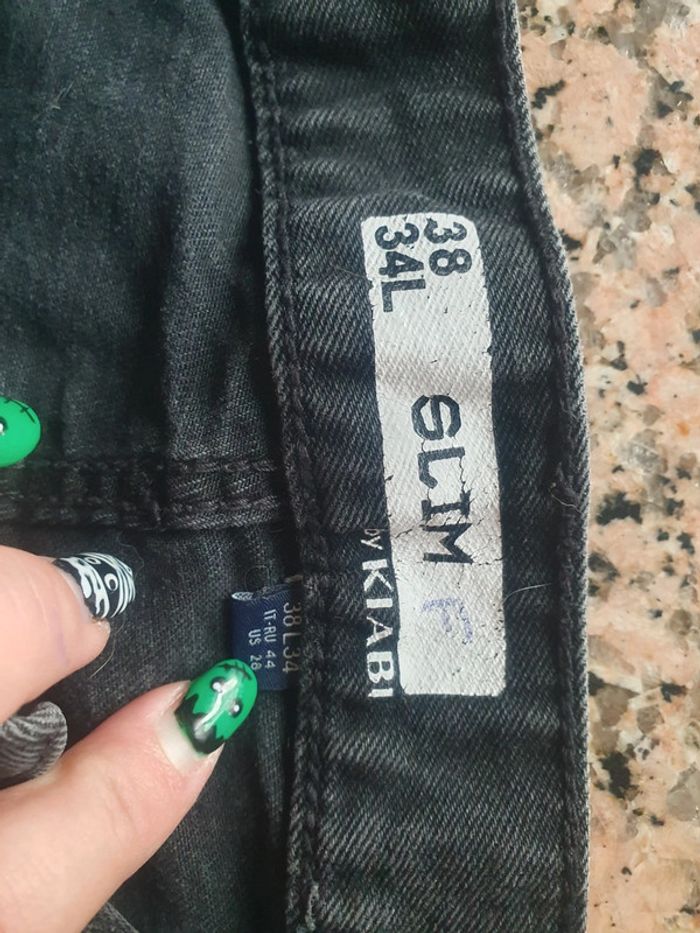 38
34L
SLIM F
by KIABI
38 L34
IT-RU 44
US 28